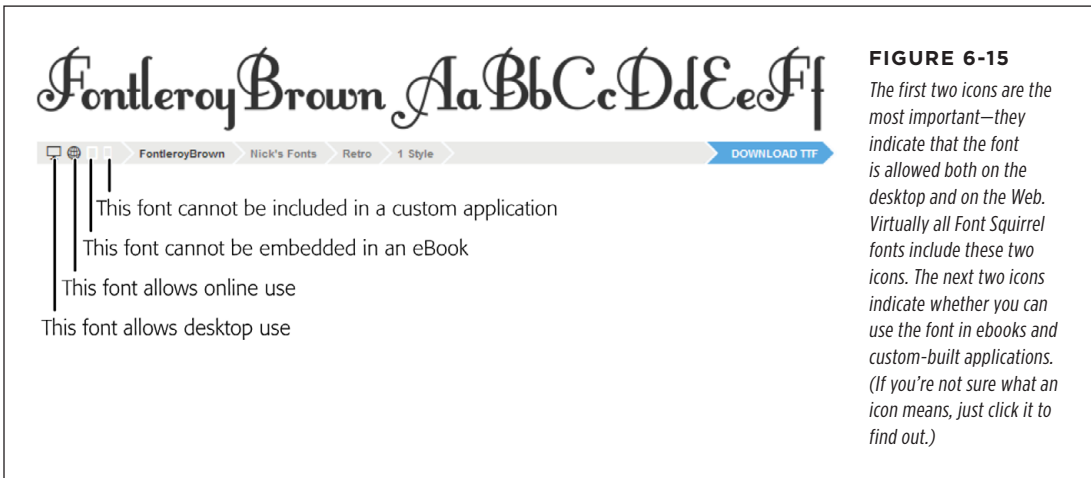 FontleroyBrown AaBbCcDdEeFf
FontleroyBrown Nick's Fonts Retro 1 Style DOWNLOAD TTF
This font cannot be included in a custom application
This font cannot be embedded in an eBook
This font allows online use
This font allows desktop use
FIGURE 6-15
The first two icons are the
most important—they
indicate that the font
is allowed both on the
desktop and on the Web.
Virtually all Font Squirrel
fonts include these two
icons. The next two icons
indicate whether you can
use the font in ebooks and
custom-built applications.
(If you're not sure what an
icon means, just click it to
find out.)